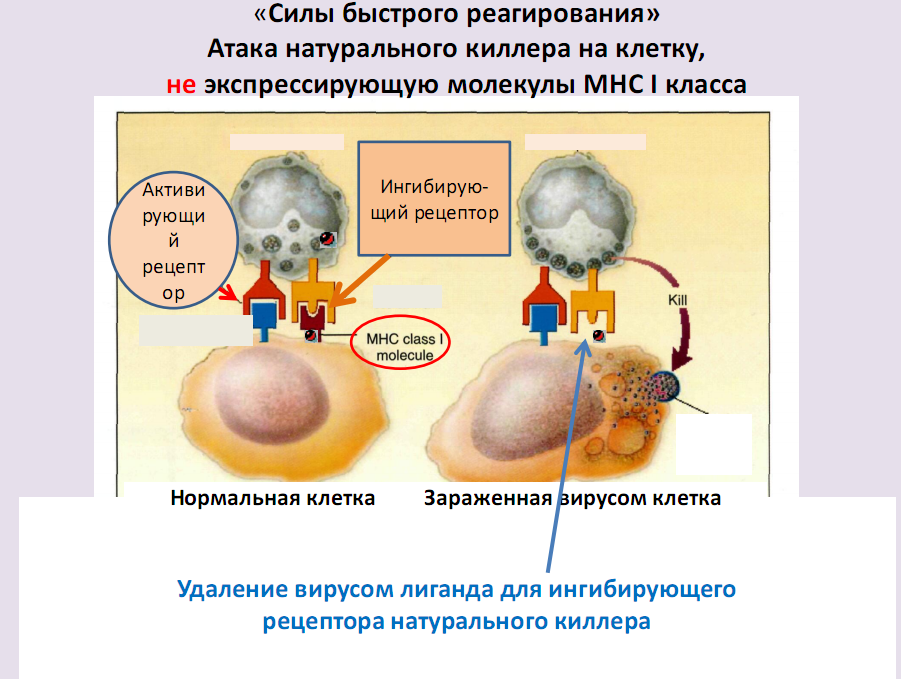 «Силы быстрого реагирования»
Атака натурального киллера на клетку,
не экспрессирующую молекулы МНС I класса
Активи
рующи
й
рецепт
ор
Ингибирую-
щий рецептор
Kill
MHC class I
molecule
Нормальная клетка
Зараженная вирусом клетка
Удаление вирусом лиганда для ингибирующего
рецептора натурального киллера